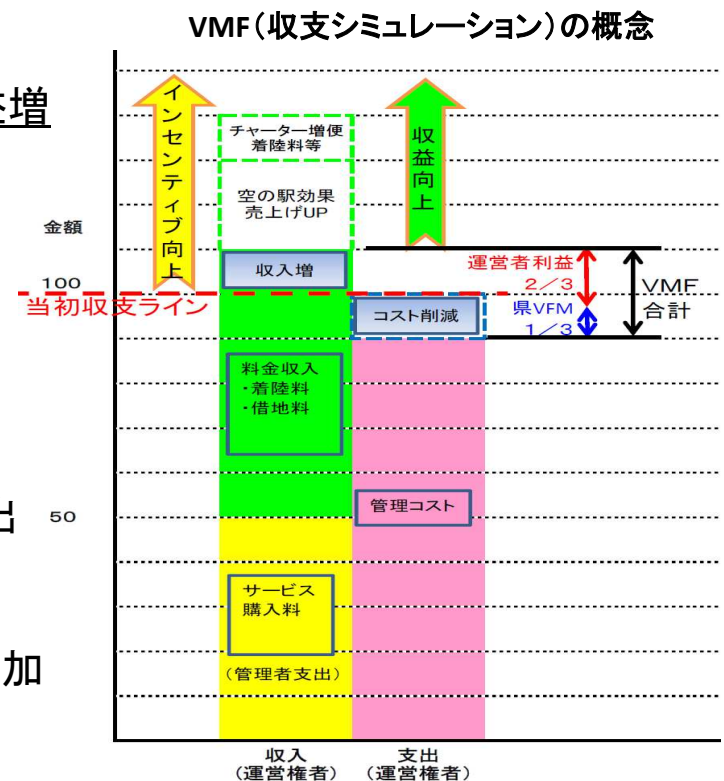 VMF（収支シミュレーション）の概念
益増
出
加
金額
100
50
当初収支ライン
インセンティブ向上
チャーター増便
着陸料等
空の駅効果
売上げUP
収入増
料金収入
・着陸料
・借地料
サービス
購入料
（管理者支出）
収益向上
コスト削減
管理コスト
運営者利益
2／3
県VFM
1／3
VMF
合計
収入
（運営権者）
支出
（運営権者）